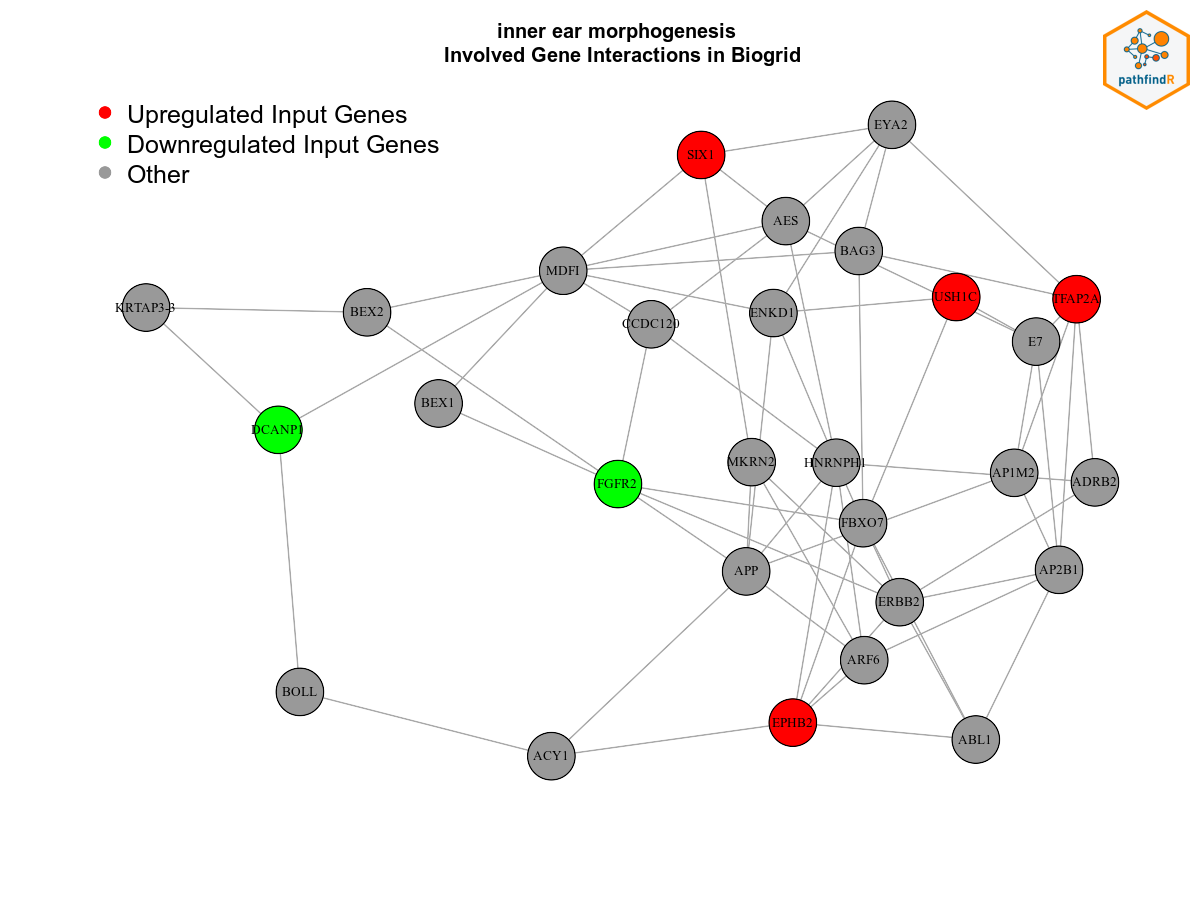 inner ear morphogenesis
Involved Gene Interactions in Biogrid
pathfindR
Upregulated Input Genes
Downregulated Input Genes
Other
EYA2
SIX1
AES
BAG3
MDFI
USH1C
TFAP2A
KRTAP3-3
BEX2
ENKD1
CCDC120
E7
BEX1
DCANP1
MKRN2
HNRNPH1
AP1M2
ADRB2
FGFR2
FBXO7
APP
AP2B1
ERBB2
ARF6
BOLL
EPHB2
ABL1
ACY1